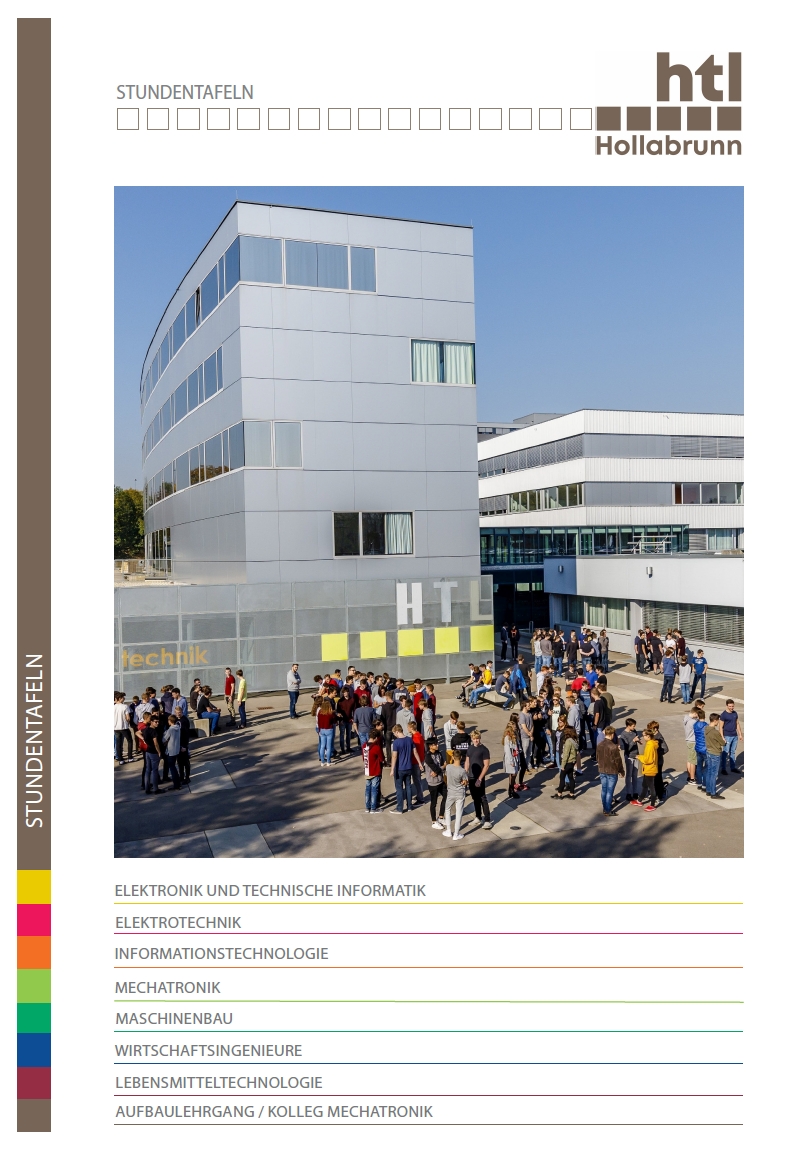 STUNDENTAFELN
htl
Hollabrunn
HTL
technik
STUNDENTAFELN
ELEKTRONIK UND TECHNISCHE INFORMATIK
ELEKTROTECHNIK
INFORMATIONSTECHNOLOGIE
MECHATRONIK
MASCHINENBAU
WIRTSCHAFTSINGENIEURE
LEBENSMITTELTECHNOLOGIE
AUFBAULEHRGANG / KOLLEG MECHATRONIK